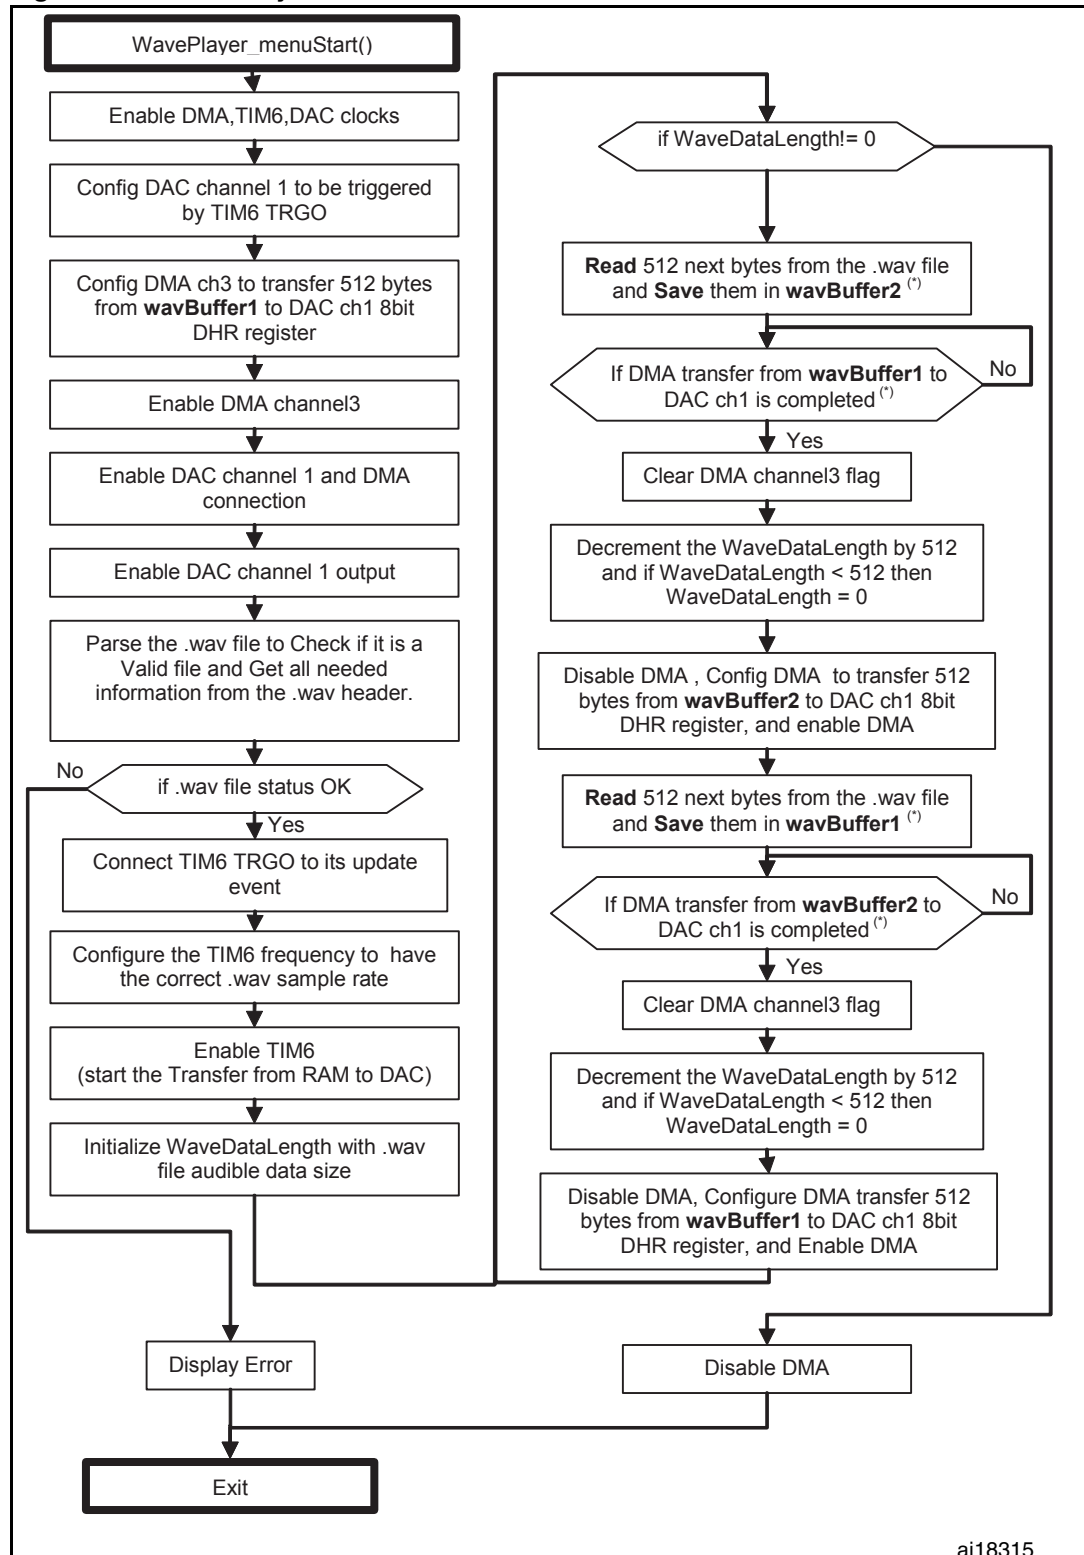 WavePlayer_menuStart()
Enable DMA,TIM6,DAC clocks
Config DAC channel 1 to be triggered
by TIM6 TRGO
Config DMA ch3 to transfer 512 bytes
from wavBuffer1 to DAC ch1 8bit
DHR register
Enable DMA channel3
Enable DAC channel 1 and DMA
connection
Enable DAC channel 1 output
Parse the .wav file to Check if it is a
Valid file and Get all needed
information from the .wav header.
No
if .wav file status OK
Yes
Connect TIM6 TRGO to its update
event
Configure the TIM6 frequency to have
the correct .wav sample rate
Enable TIM6
(start the Transfer from RAM to DAC)
Initialize WaveDataLength with .wav
file audible data size
Display Error
Exit
if WaveDataLength!= 0
Read 512 next bytes from the .wav file
and Save them in wavBuffer2 (*)
If DMA transfer from wavBuffer1 to
DAC ch1 is completed (*)
No
Yes
Clear DMA channel3 flag
Decrement the WaveDataLength by 512
and if WaveDataLength < 512 then
WaveDataLength = 0
Disable DMA , Config DMA to transfer 512
bytes from wavBuffer2 to DAC ch1 8bit
DHR register, and enable DMA
Read 512 next bytes from the .wav file
and Save them in wavBuffer1 (*)
If DMA transfer from wavBuffer2 to
DAC ch1 is completed (*)
No
Yes
Clear DMA channel3 flag
Decrement the WaveDataLength by 512
and if WaveDataLength < 512 then
WaveDataLength = 0
Disable DMA, Configure DMA transfer 512
bytes from wavBuffer1 to DAC ch1 8bit
DHR register, and Enable DMA
Disable DMA
ai18315